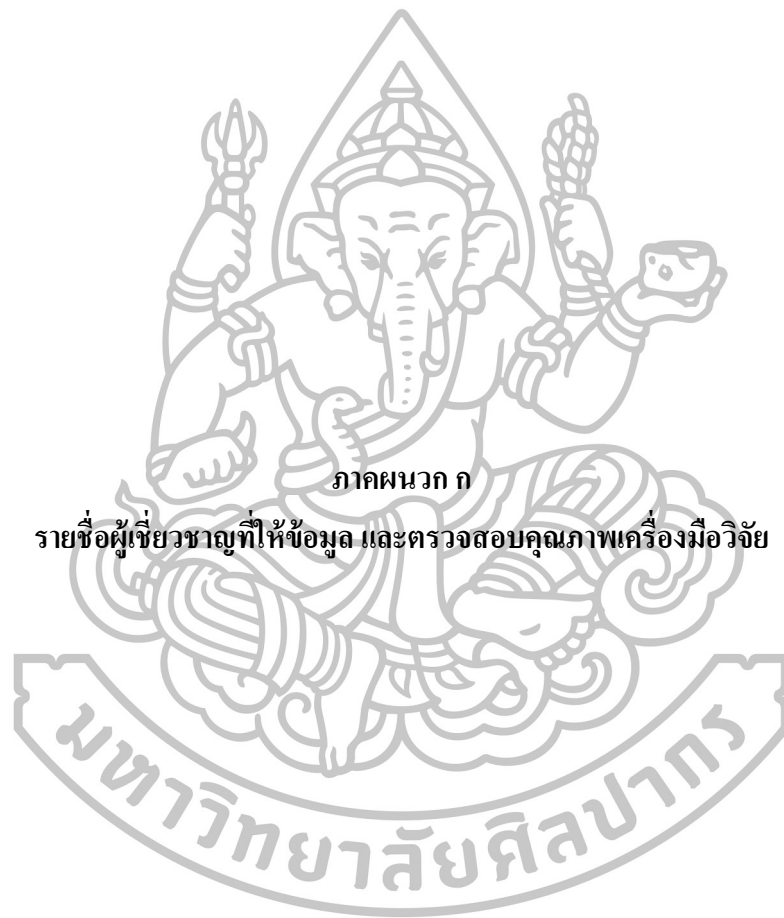 ภาคผนวก ก
รายชื่อผู้เชี่ยวชาญที่ให้ข้อมูล และตรวจสอบคุณภาพเครื่องมือวิจัย
มหาวิทยาลัยศิลปากร